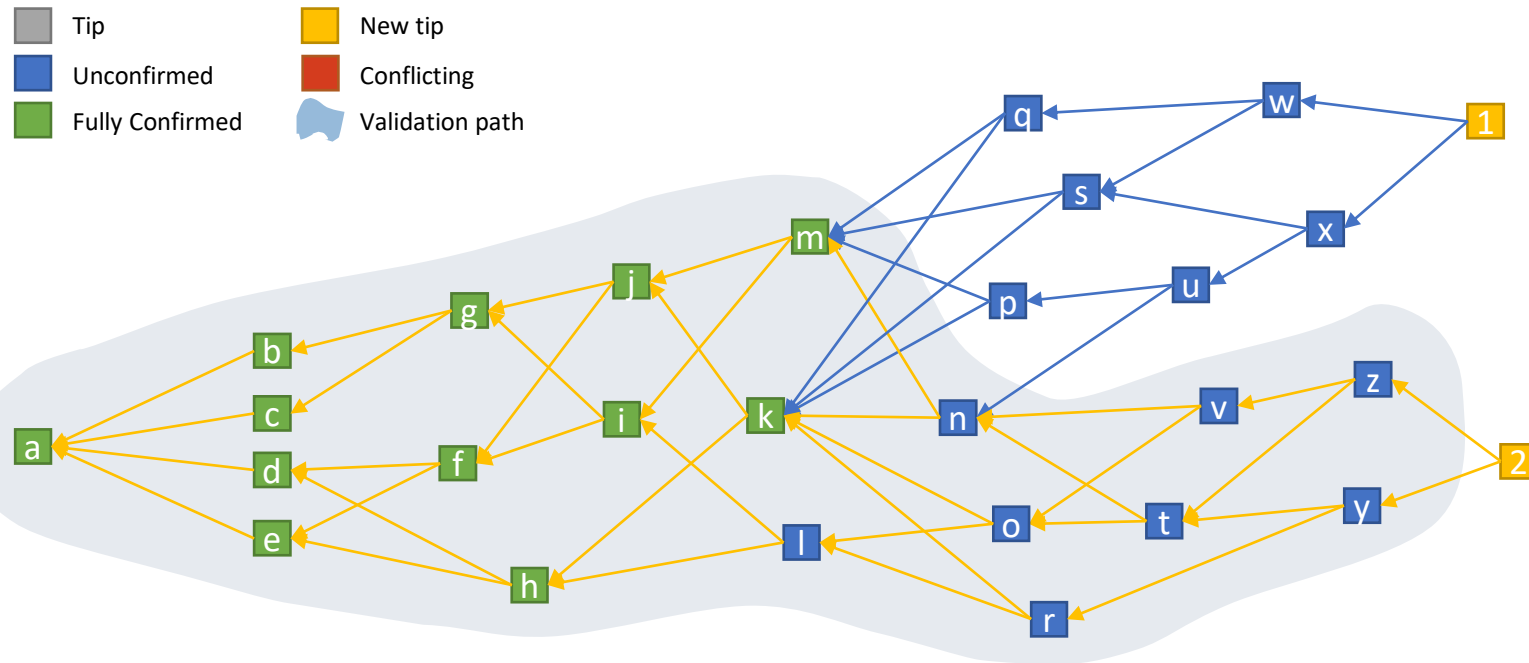 Tip
New tip
Unconfirmed
Conflicting
Fully Confirmed
Validation path
q
w
1
s
x
m
u
p
j
g
b
z
v
c
i
k
n
a
f
d
2
y
o
t
e
l
h
r